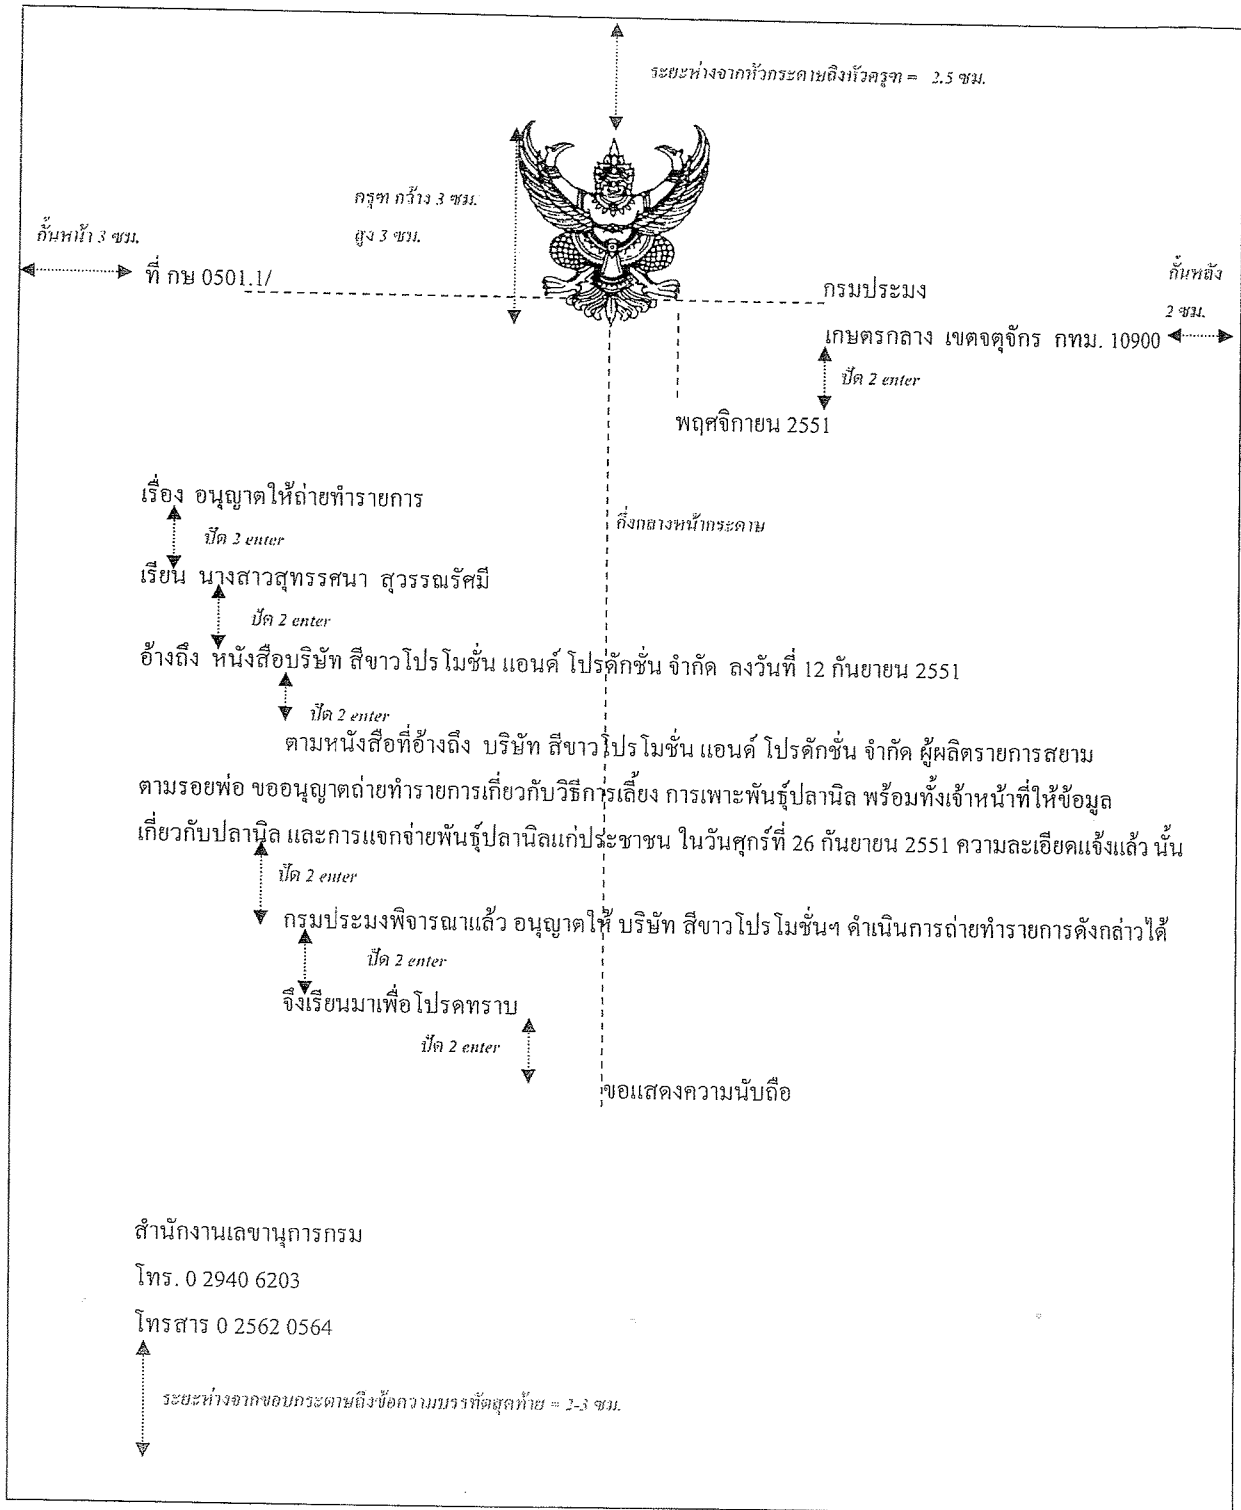 ระยะห่างจากหัวกระดาษถึงหัวครุฑ = 2.5 ซม.
ครุฑ กว้าง 3 ซม.
สูง 3 ซม.
กั้นหน้า 3 ซม.
กั้นหลัง
2 ซม.
ที่ กษ 0501.1/
กรมประมง
เกษตรกลาง เขตจตุจักร กทม. 10900
ปัด 2 enter
พฤศจิกายน 2551
เรื่อง อนุญาตให้ถ่ายทำรายการ
กึ่งกลางหน้ากระดาษ
ปัด 2 enter
เรียน นางสาวสุทรรศนา สุวรรณรัศมี
ปัด 2 enter
อ้างถึง หนังสือบริษัท สีขาวโปรโมชั่น แอนด์ โปรดักชั่น จำกัด ลงวันที่ 12 กันยายน 2551
ปัด 2 enter
ตามหนังสือที่อ้างถึง บริษัท สีขาวโปรโมชั่น แอนด์ โปรดักชั่น จำกัด ผู้ผลิตรายการสยาม
ตามรอยพ่อ ขออนุญาตถ่ายทำรายการเกี่ยวกับวิธีการเลี้ยง การเพาะพันธุ์ปลานิล พร้อมทั้งเจ้าหน้าที่ให้ข้อมูล
เกี่ยวกับปลานิล และการแจกจ่ายพันธุ์ปลานิลแก่ประชาชน ในวันศุกร์ที่ 26 กันยายน 2551 ความละเอียดแจ้งแล้ว นั้น
ปัด 2 enter
กรมประมงพิจารณาแล้ว อนุญาตให้ บริษัท สีขาวโปรโมชั่นฯ ดำเนินการถ่ายทำรายการดังกล่าวได้
ปัด 2 enter
จึงเรียนมาเพื่อโปรดทราบ
ปัด 2 enter
ขอแสดงความนับถือ
สำนักงานเลขานุการกรม
โทร. 0 2940 6203
โทรสาร 0 2562 0564
ระยะห่างจากขอบกระดาษถึงข้อความบรรทัดสุดท้าย = 2-3 ซม.